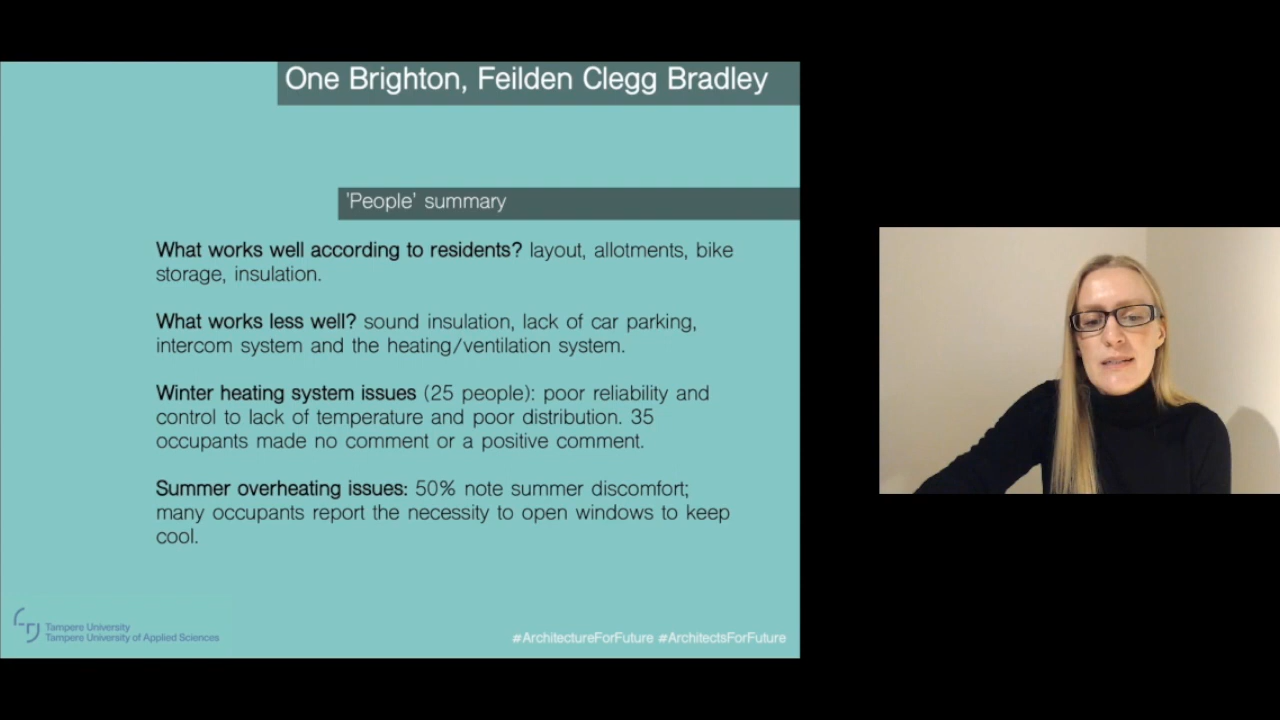 One Brighton, Feilden Clegg Bradley
'People' summary
What works well according to residents? layout, allotments, bike
storage, insulation.
What works less well? sound insulation, lack of car parking,
intercom system and the heating/ventilation system.
Winter heating system issues (25 people): poor reliability and
control to lack of temperature and poor distribution. 35
occupants made no comment or a positive comment.
Summer overheating issues: 50% note summer discomfort;
many occupants report the necessity to open windows to keep
cool.
Tampere University
Tampere University of Applied Sciences
#ArchitectureForFuture #ArchitectsForFuture